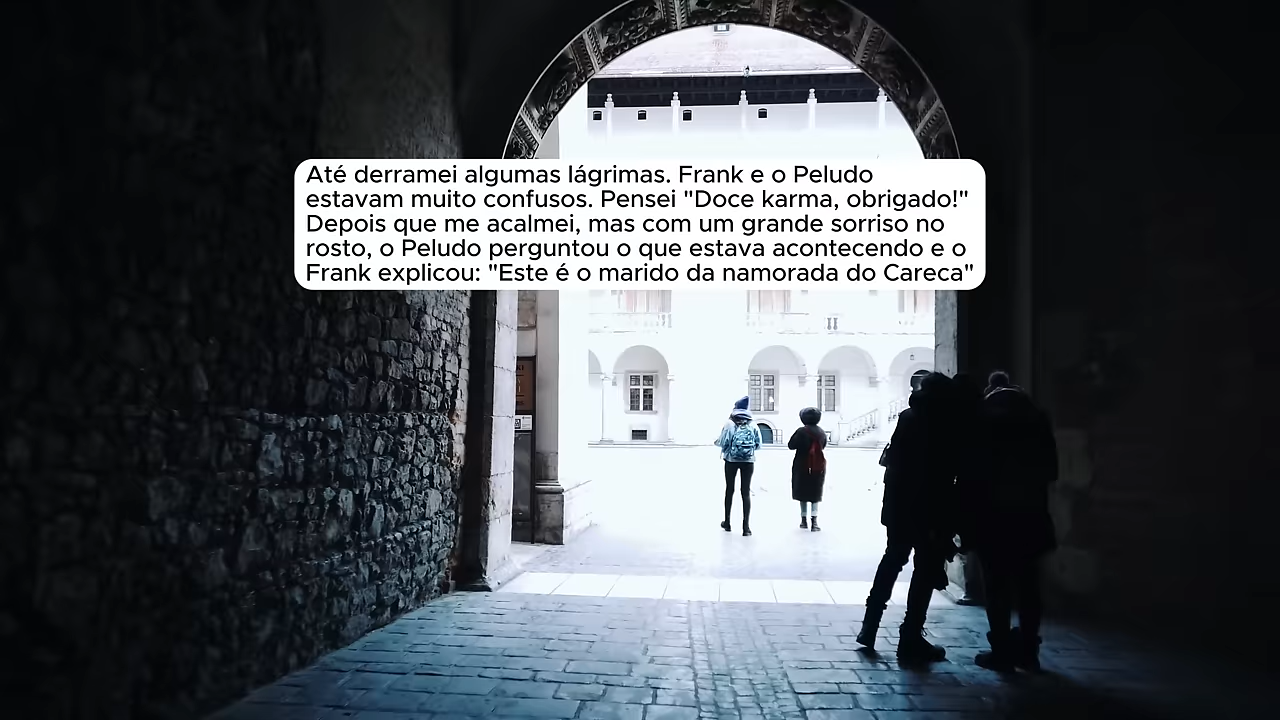 Até derramei algumas lágrimas. Frank e o Peludo
estavam muito confusos. Pensei "Doce karma, obrigado!"
Depois que me acalmei, mas com um grande sorriso no
rosto, o Peludo perguntou o que estava acontecendo e o
Frank explicou: "Este é o marido da namorada do Careca"